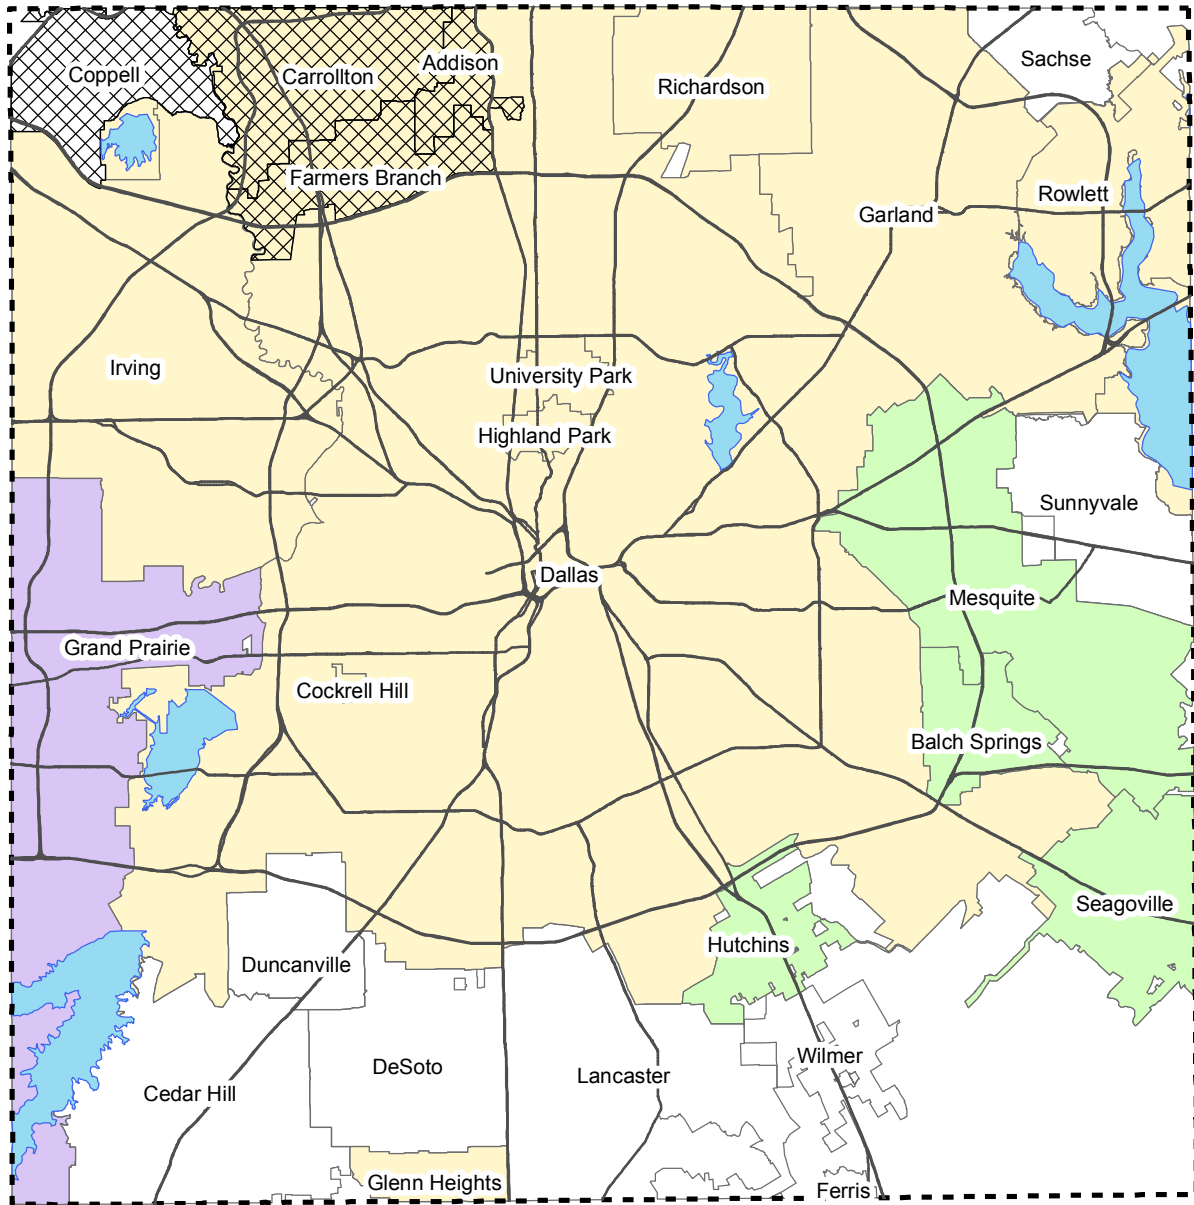 Addison
Sachse
Coppell
Carrollton
Richardson
Farmers Branch
Rowlett
Garland
Irving
University Park
Highland Park
Sunnyvale
Dallas
Mesquite
Grand Prairie
Cockrell Hill
Balch Springs
Seagoville
Hutchins
Duncanville
Wilmer
DeSoto
Lancaster
Cedar Hill
Glenn Heights
Ferris